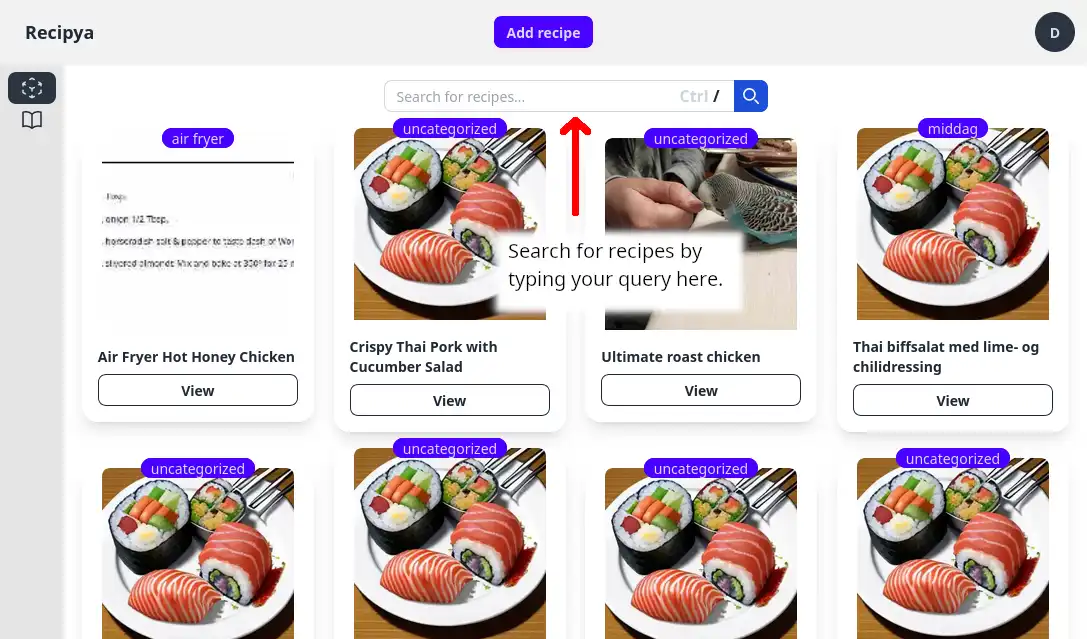 Recipya
Add recipe
D
Search for recipes...
Ctrl /
air fryer
uncategorized
uncategorized
middag
onion 1/2 Tbsp.
horseradish salt & pepper to taste dash of Wor
slivered almonds Mix and bake at 350° for 25 m
Search for recipes by
typing your query here.
Air Fryer Hot Honey Chicken
Crispy Thai Pork with
Cucumber Salad
Ultimate roast chicken
Thai biffsalat med lime- og
chilidressing
View
View
View
View
uncategorized
uncategorized
uncategorized
uncategorized